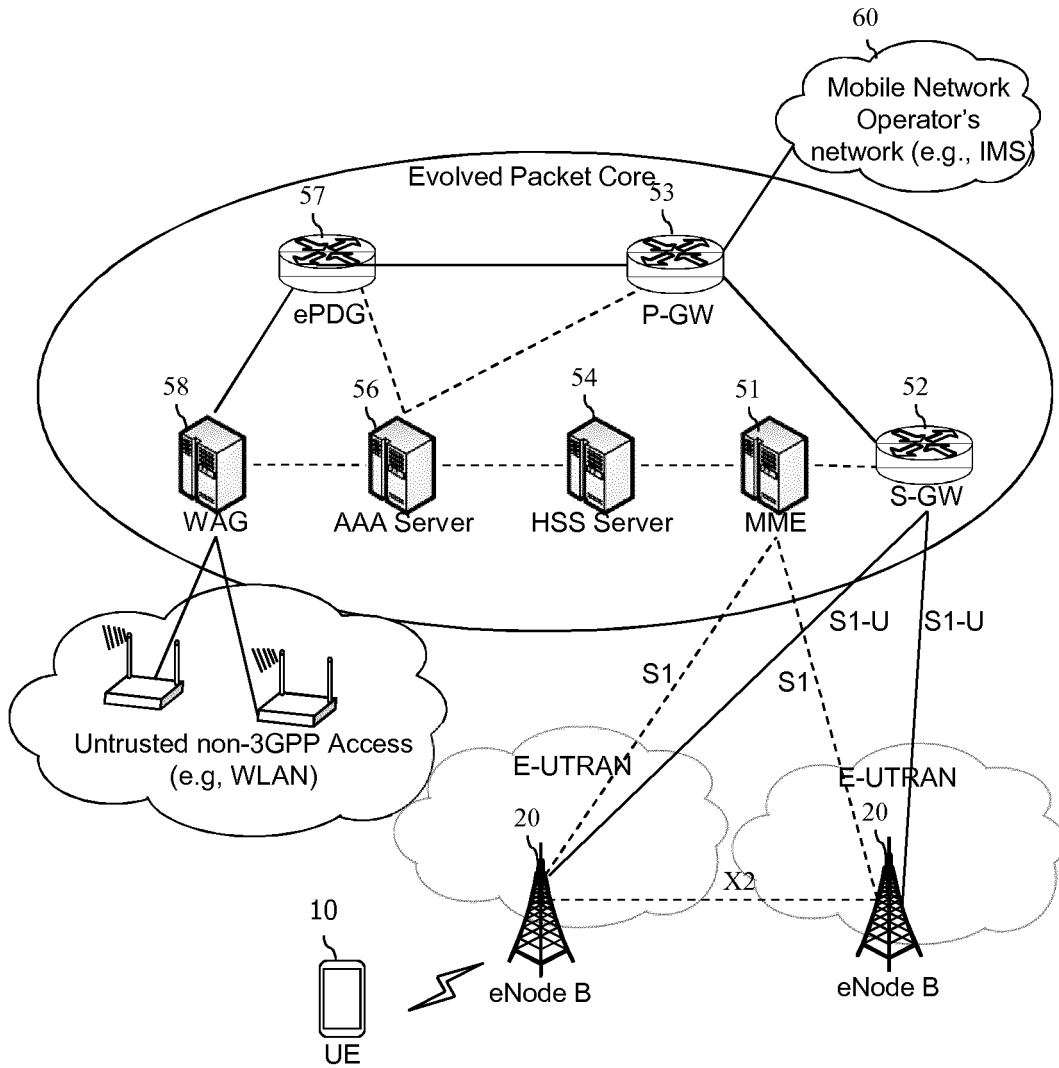 60
Mobile Network
Operator's
network (e.g., IMS)
Evolved Packet Core
57
53
ePDG
P-GW
58
56
54
51
52
WAG
AAA Server
HSS Server
MME
S-GW
S1-U
S1-U
S1
S1
Untrusted non-3GPP Access
(e.g, WLAN)
E-UTRAN
E-UTRAN
20
20
X2
10
eNode B
eNode B
UE